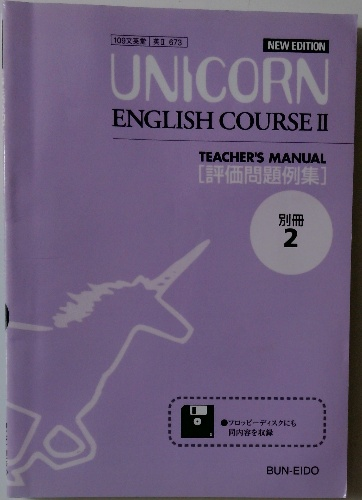 109文英堂 英Ⅱ 673
NEW EDITION
UNICORN
ENGLISH COURSE II
TEACHER'S MANUAL
[評価問題例集]
別冊
2
●フロッピーディスクにも
同内容を収録
BUN-EIDO